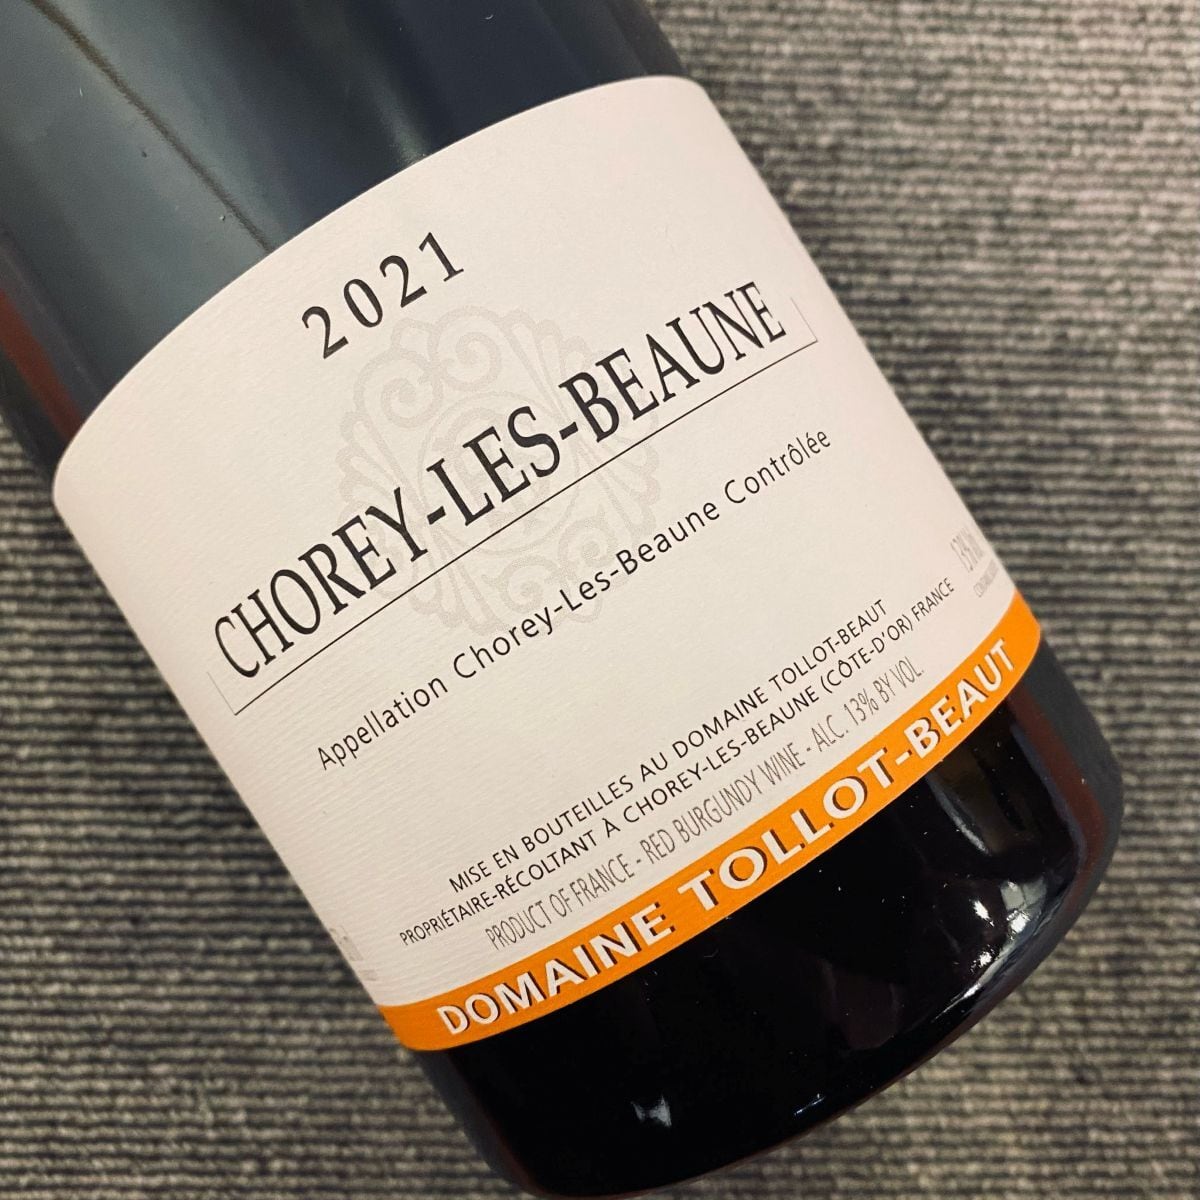 2021
CHOREY-LES-BEAUNE
Appellation Chorey-Les-Beaune Contrôlée
MISE EN BOUTEILLES AU DOMAINE TOLLOT-BEAUT
PROPRIÉTAIRE-RÉCOLTANT À CHOREY-LES-BEAUNE (CÔTE-D'OR) FRANCE
PRODUCT OF FRANCE - RED BURGUNDY WINE - ALC. 13% BY VOL.
13%
DOMAINE TOLLOT-BEAUT